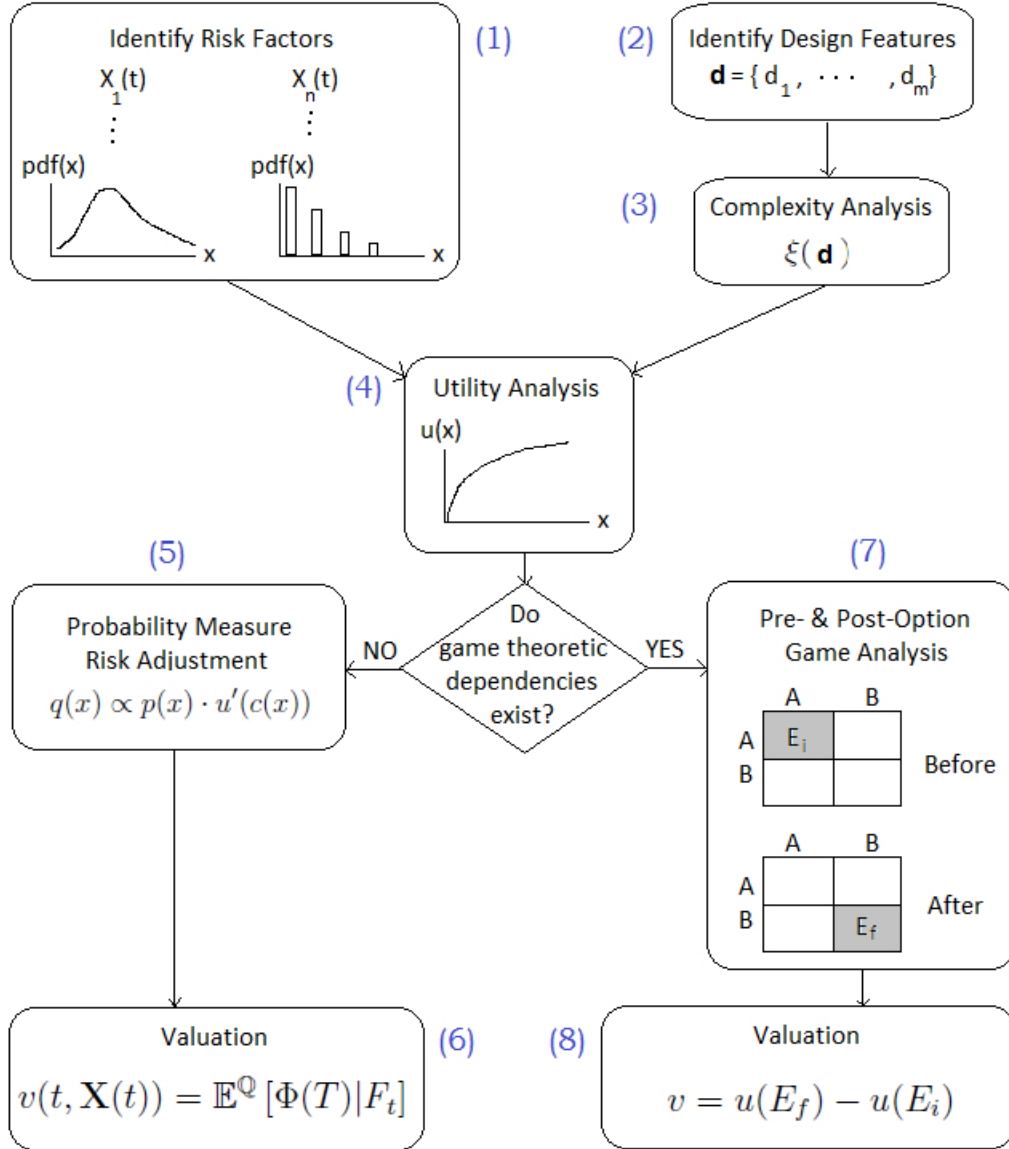 Identify Risk Factors
(1)
X₁(t)
Xₙ(t)
pdf(x)
x
pdf(x)
x
(2)
Identify Design Features
d = { d₁ , ··· , dₘ}
(3)
Complexity Analysis
ξ( d )
(4)
Utility Analysis
u(x)
x
Do
game theoretic
dependencies
exist?
NO
YES
(5)
Probability Measure
Risk Adjustment
q(x) ∝ p(x) · u′(c(x))
(6)
Valuation
v(t, X(t)) = 𝔼^ℚ [Φ(T)|Fₜ]
(7)
Pre- & Post-Option
Game Analysis
A B
A Eᵢ
B
Before
A B
A
B E_f
After
(8)
Valuation
v = u(E_f) − u(Eᵢ)